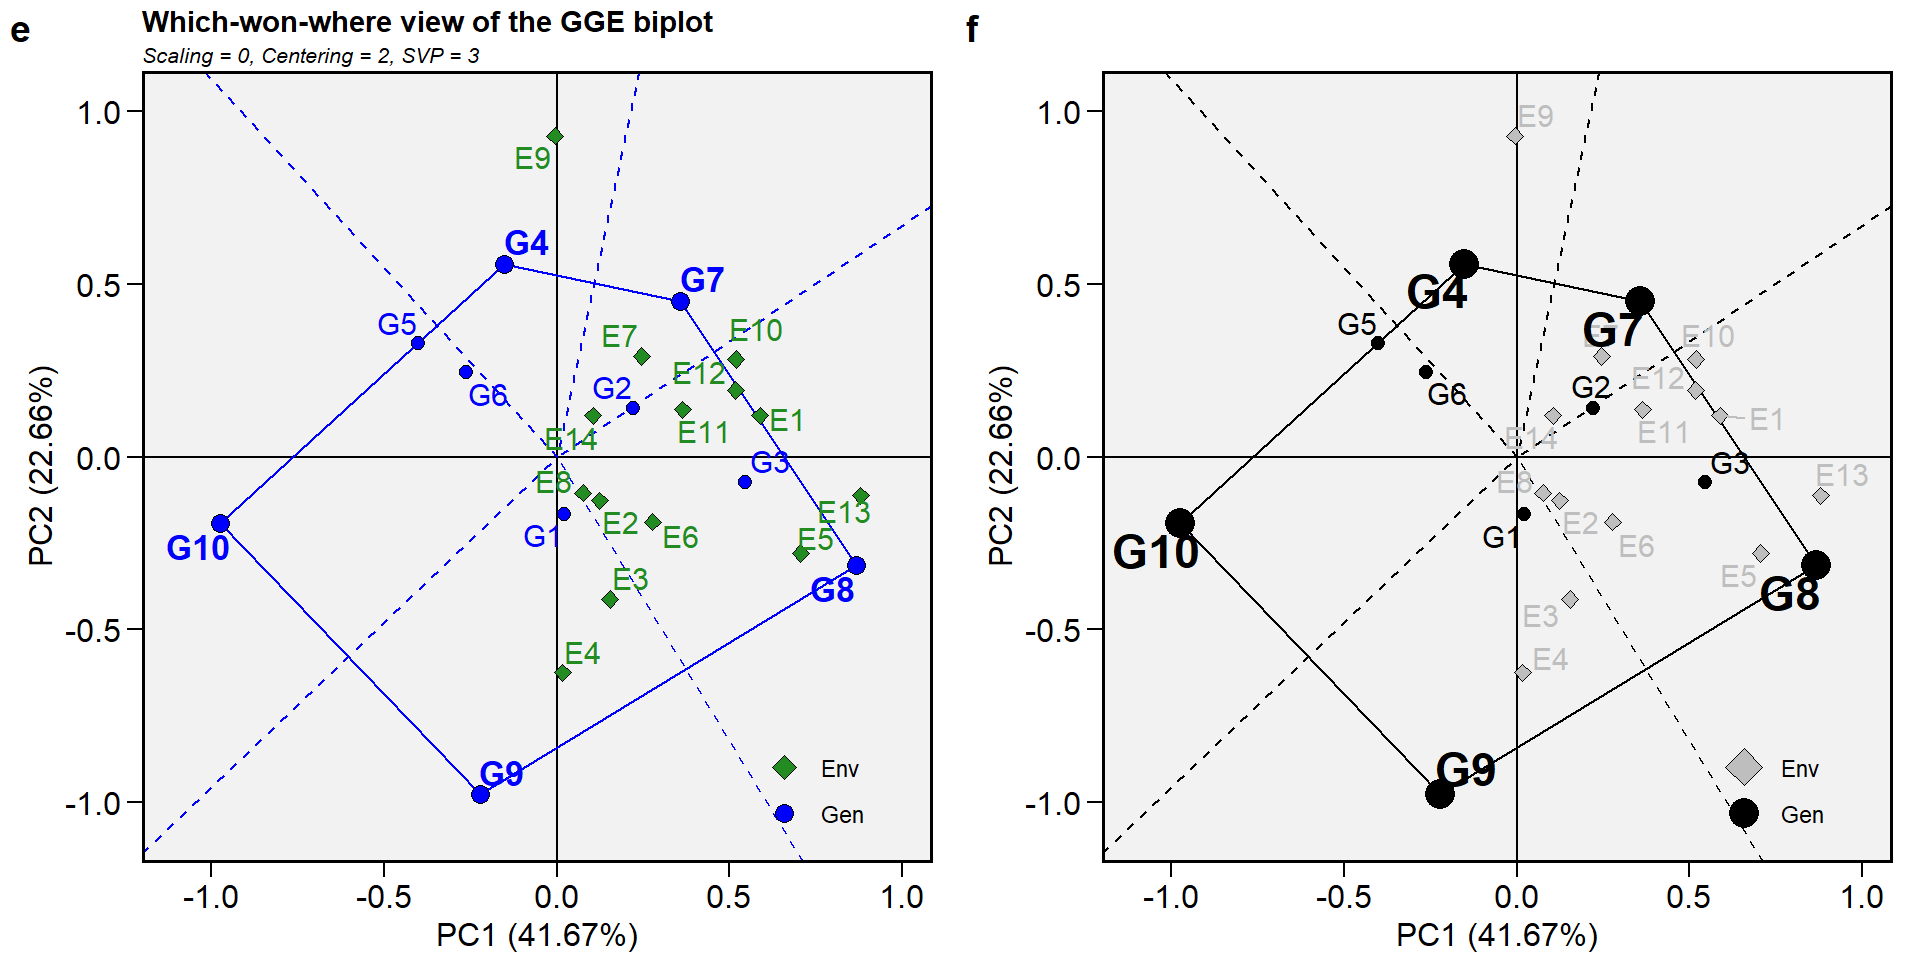 e
Which-won-where view of the GGE biplot
Scaling = 0, Centering = 2, SVP = 3
1.0
0.5
0.0
-0.5
-1.0
PC2 (22.66%)
E9
G4
G7
G5
E7
E10
G6
G2
E12
E14
E11
E1
G3
E8
E13
G1
E2
E6
E5
G10
E3
G8
E4
G9
Env
Gen
-1.0
-0.5
0.0
0.5
1.0
PC1 (41.67%)
f
1.0
0.5
0.0
-0.5
-1.0
PC2 (22.66%)
E9
G4
G7
G5
E7
E10
G6
G2
E12
E14
E11
E1
G3
E8
E13
G1
E2
E6
G10
E5
G8
E3
E4
G9
Env
Gen
-1.0
-0.5
0.0
0.5
1.0
PC1 (41.67%)